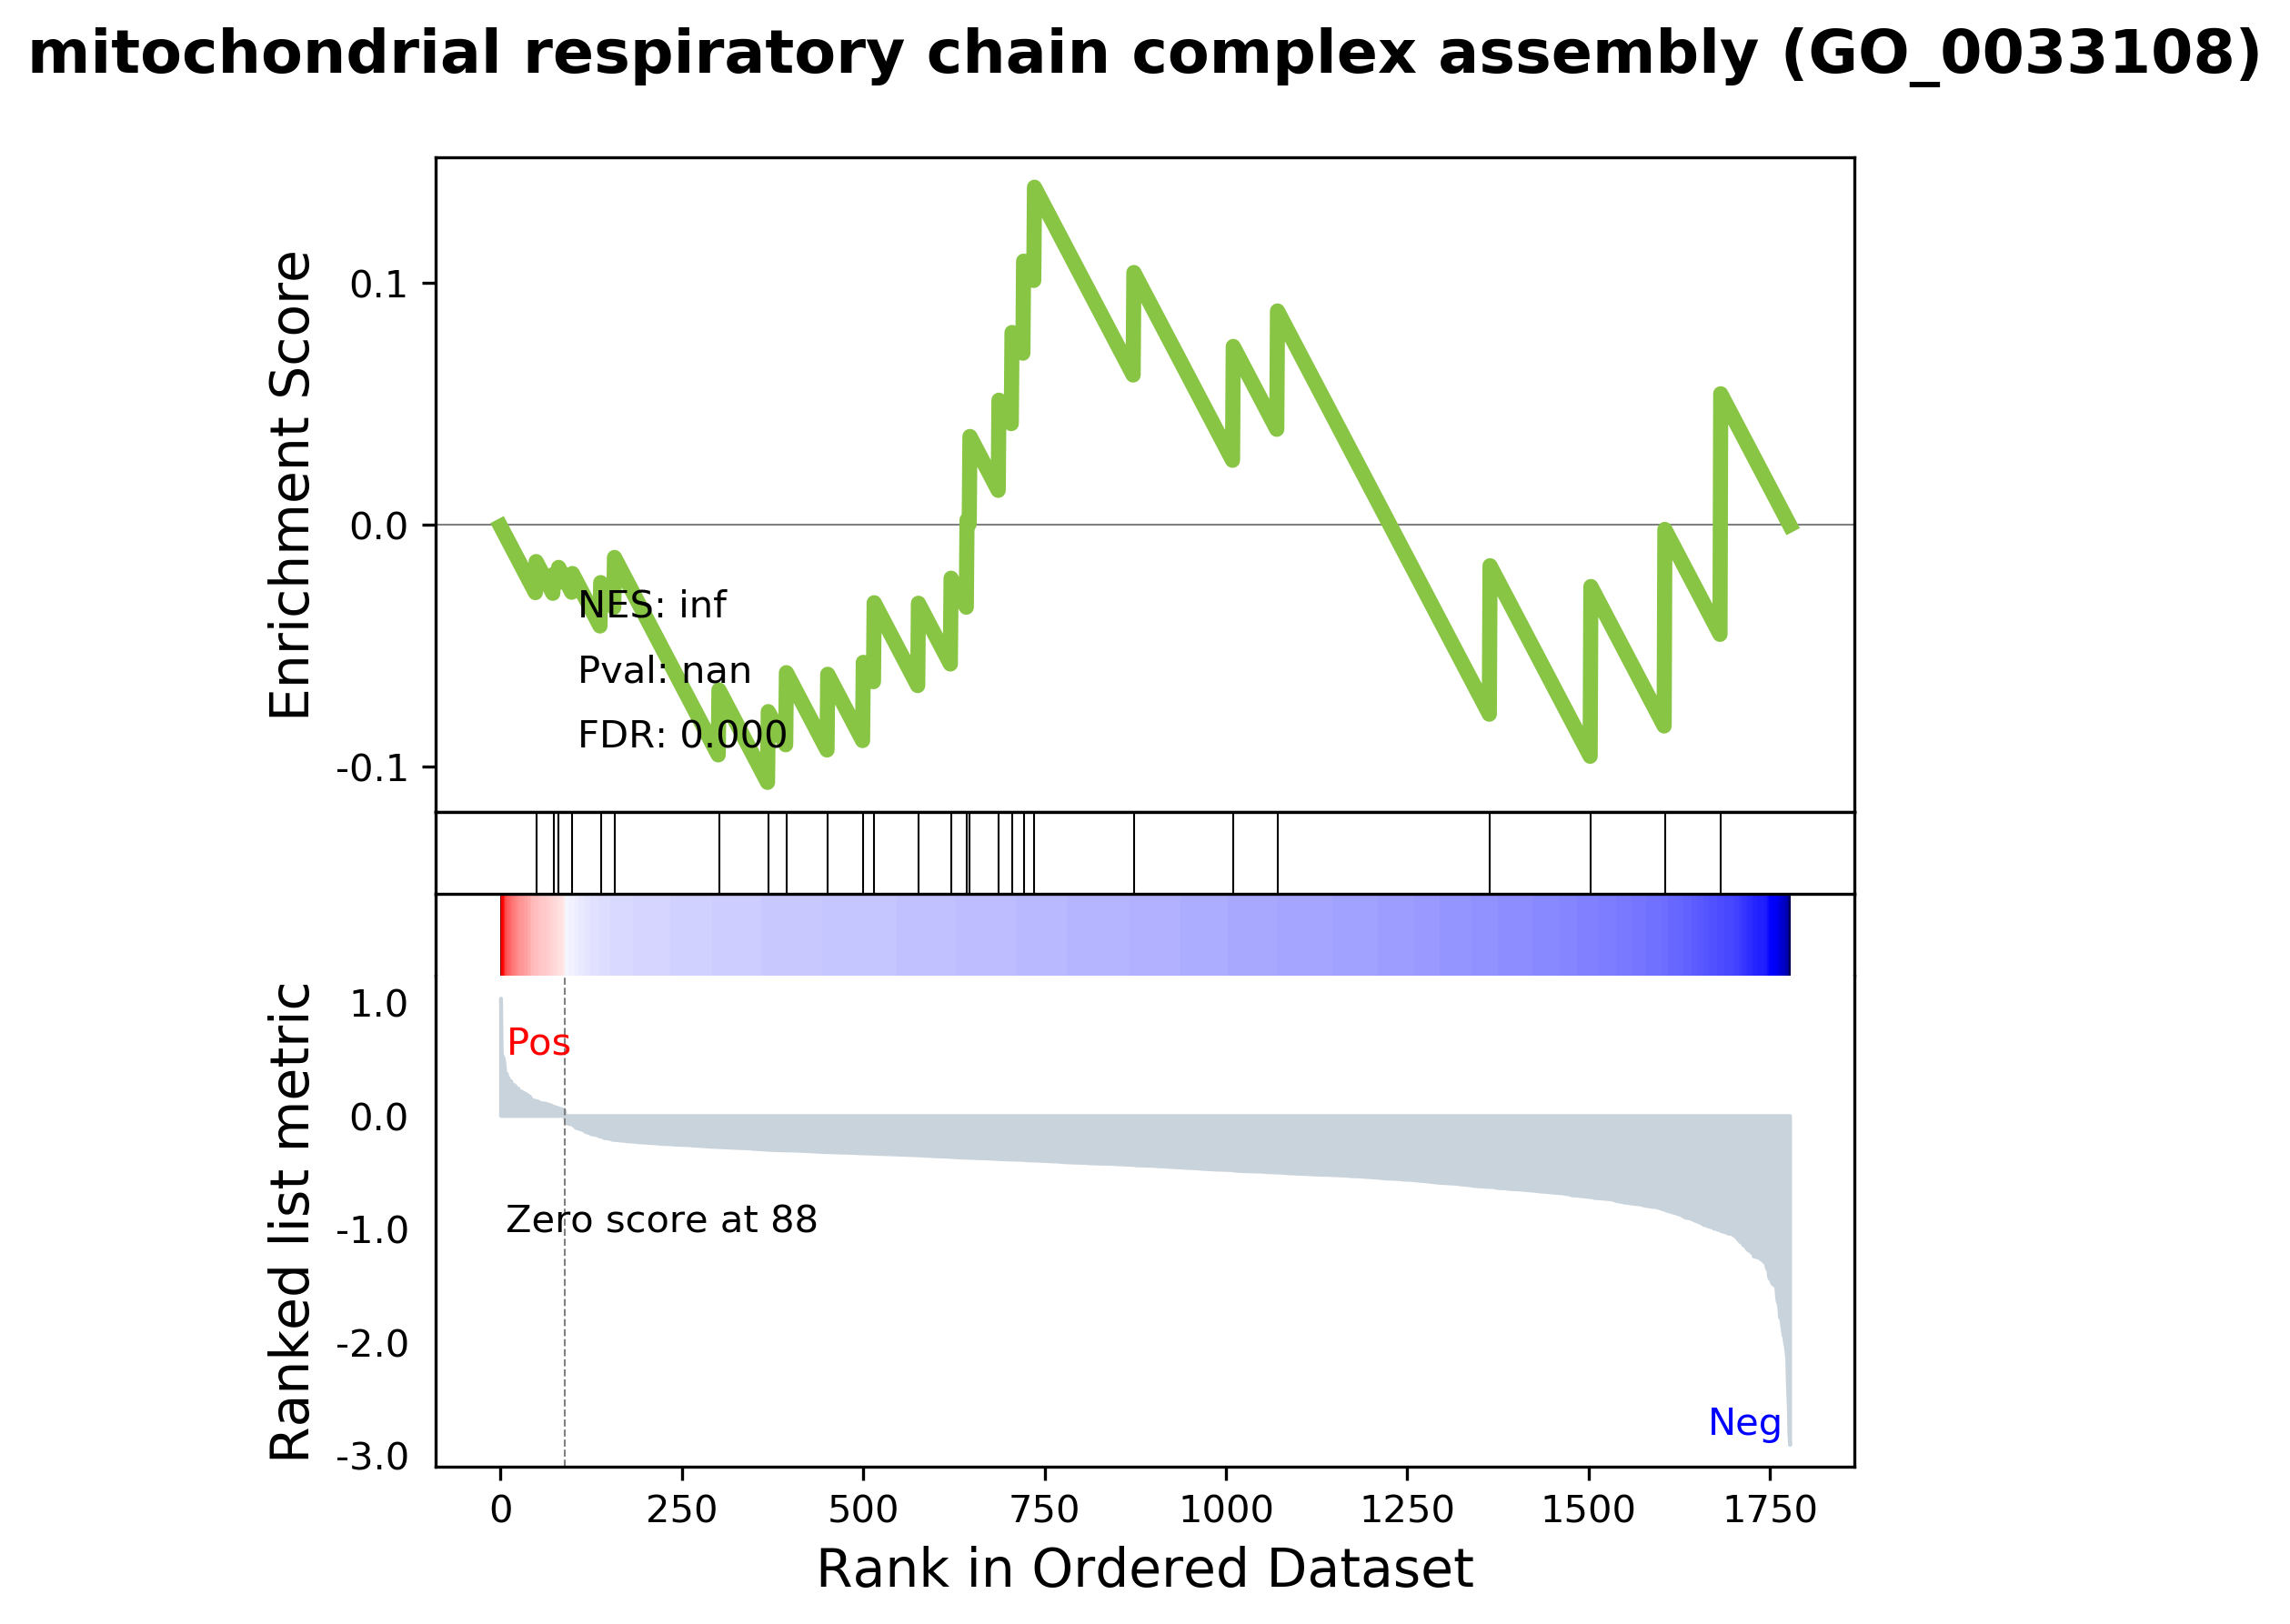 mitochondrial respiratory chain complex assembly (GO_0033108)
Enrichment Score
0.1
0.0
-0.1
NES: inf
Pval: nan
FDR: 0.000
Ranked list metric
1.0
0.0
-1.0
-2.0
-3.0
Pos
Zero score at 88
Neg
0 250 500 750 1000 1250 1500 1750
Rank in Ordered Dataset